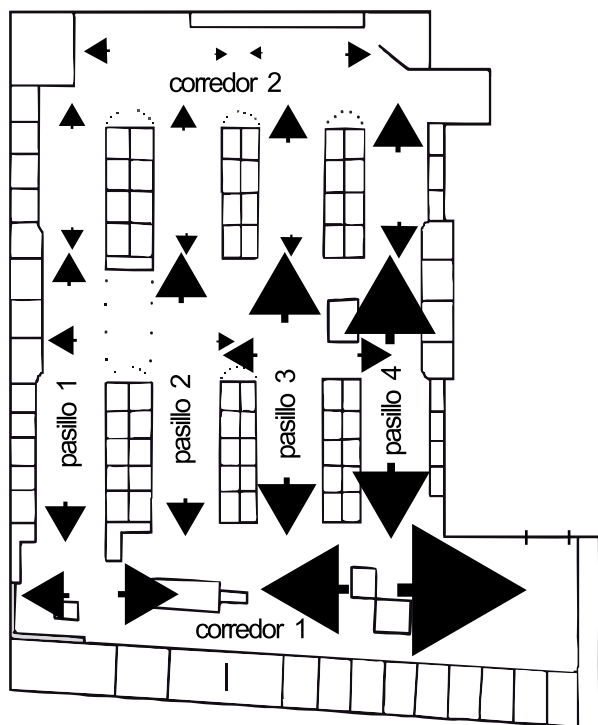 corredor 2
pasillo 1
pasillo 2
pasillo 3
pasillo 4
corredor 1